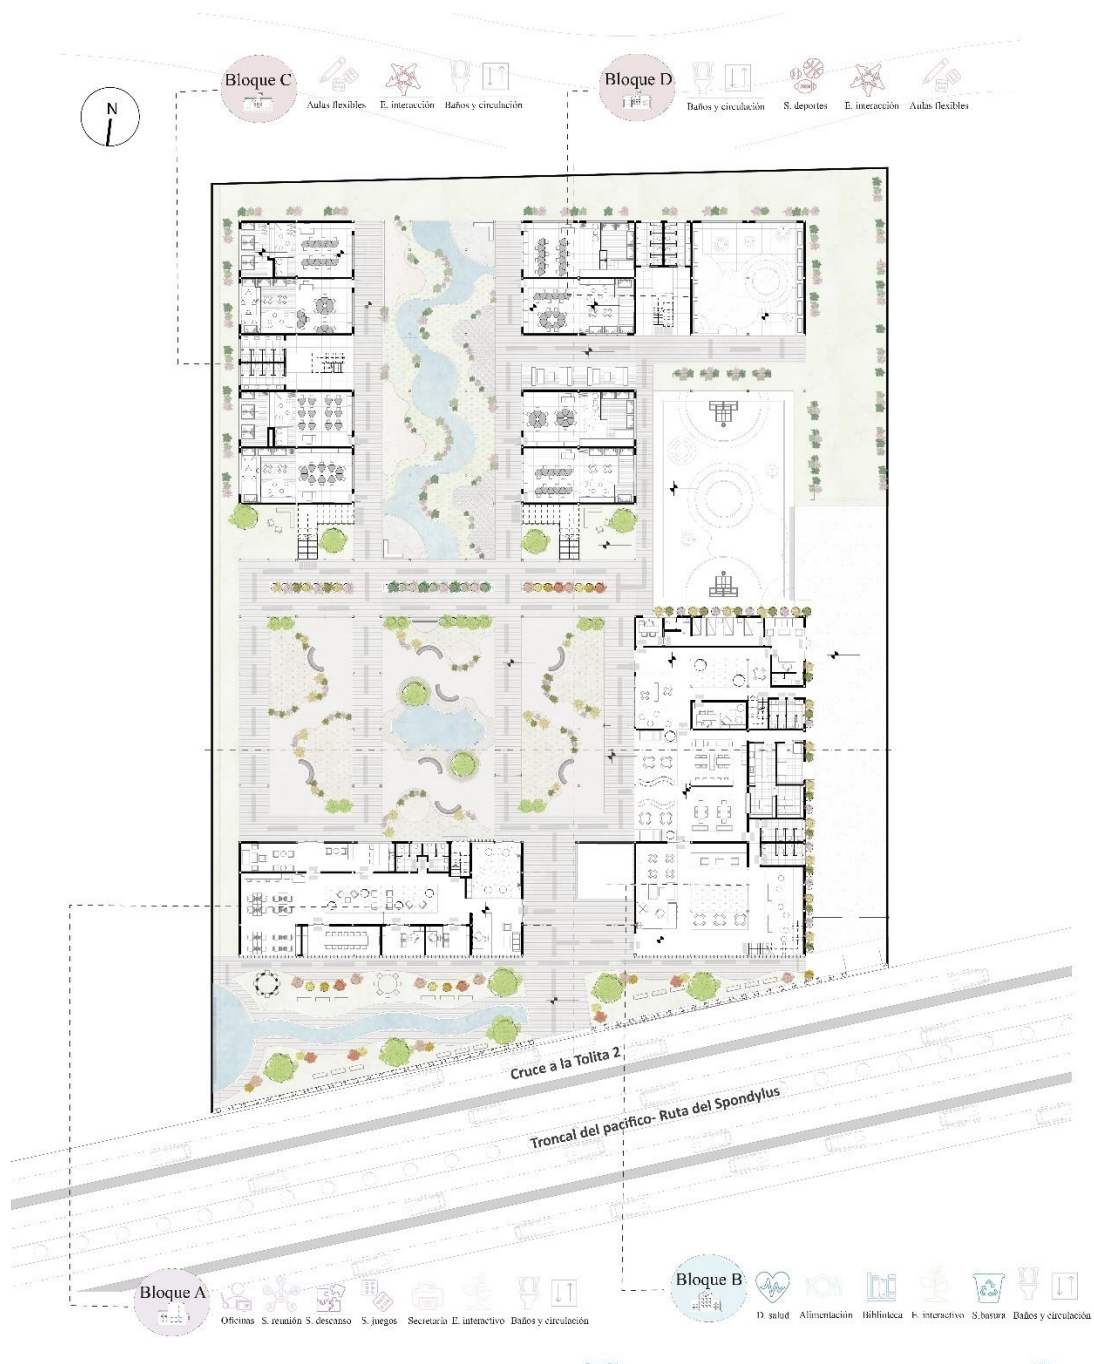 Bloque C
Aulas flexibles
E. interacción
Baños y circulación
Bloque D
Baños y circulación
S. deportes
E. interacción
Aulas flexibles
N
Cruce a la Tolita 2
Troncal del pacífico- Ruta del Spondylus
Bloque A
Oficinas
S. reunión
S. descanso
S. juegos
Secretaría
E. interactivo
Baños y circulación
Bloque B
D. salud
Alimentación
Biblioteca
E. interactivo
S.basura
Baños y circulación